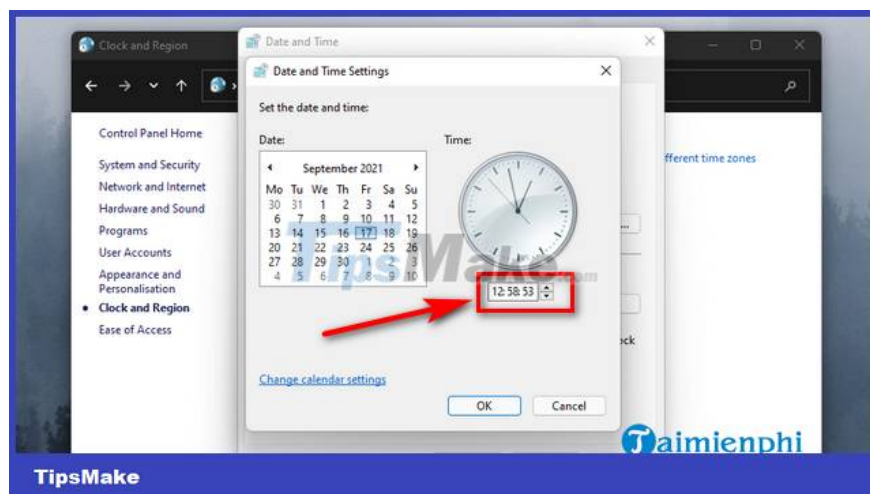 Clock and Region
Date and Time
Date and Time Settings
Set the date and time:
Date:
Time:
September 2021
Mo Tu We Th Fr Sa Su
30 31 1 2 3 4 5
6 7 8 9 10 11 12
13 14 15 16 17 18 19
20 21 22 23 24 25 26
27 28 29 30 1 2 3
4 5 6 7 8 9 10
12:58:53
Change calendar settings
OK Cancel
Control Panel Home
System and Security
Network and Internet
Hardware and Sound
Programs
User Accounts
Appearance and
Personalisation
Clock and Region
Ease of Access
fferent time zones
...
ock
TipsMake.com
Taimienphi
TipsMake